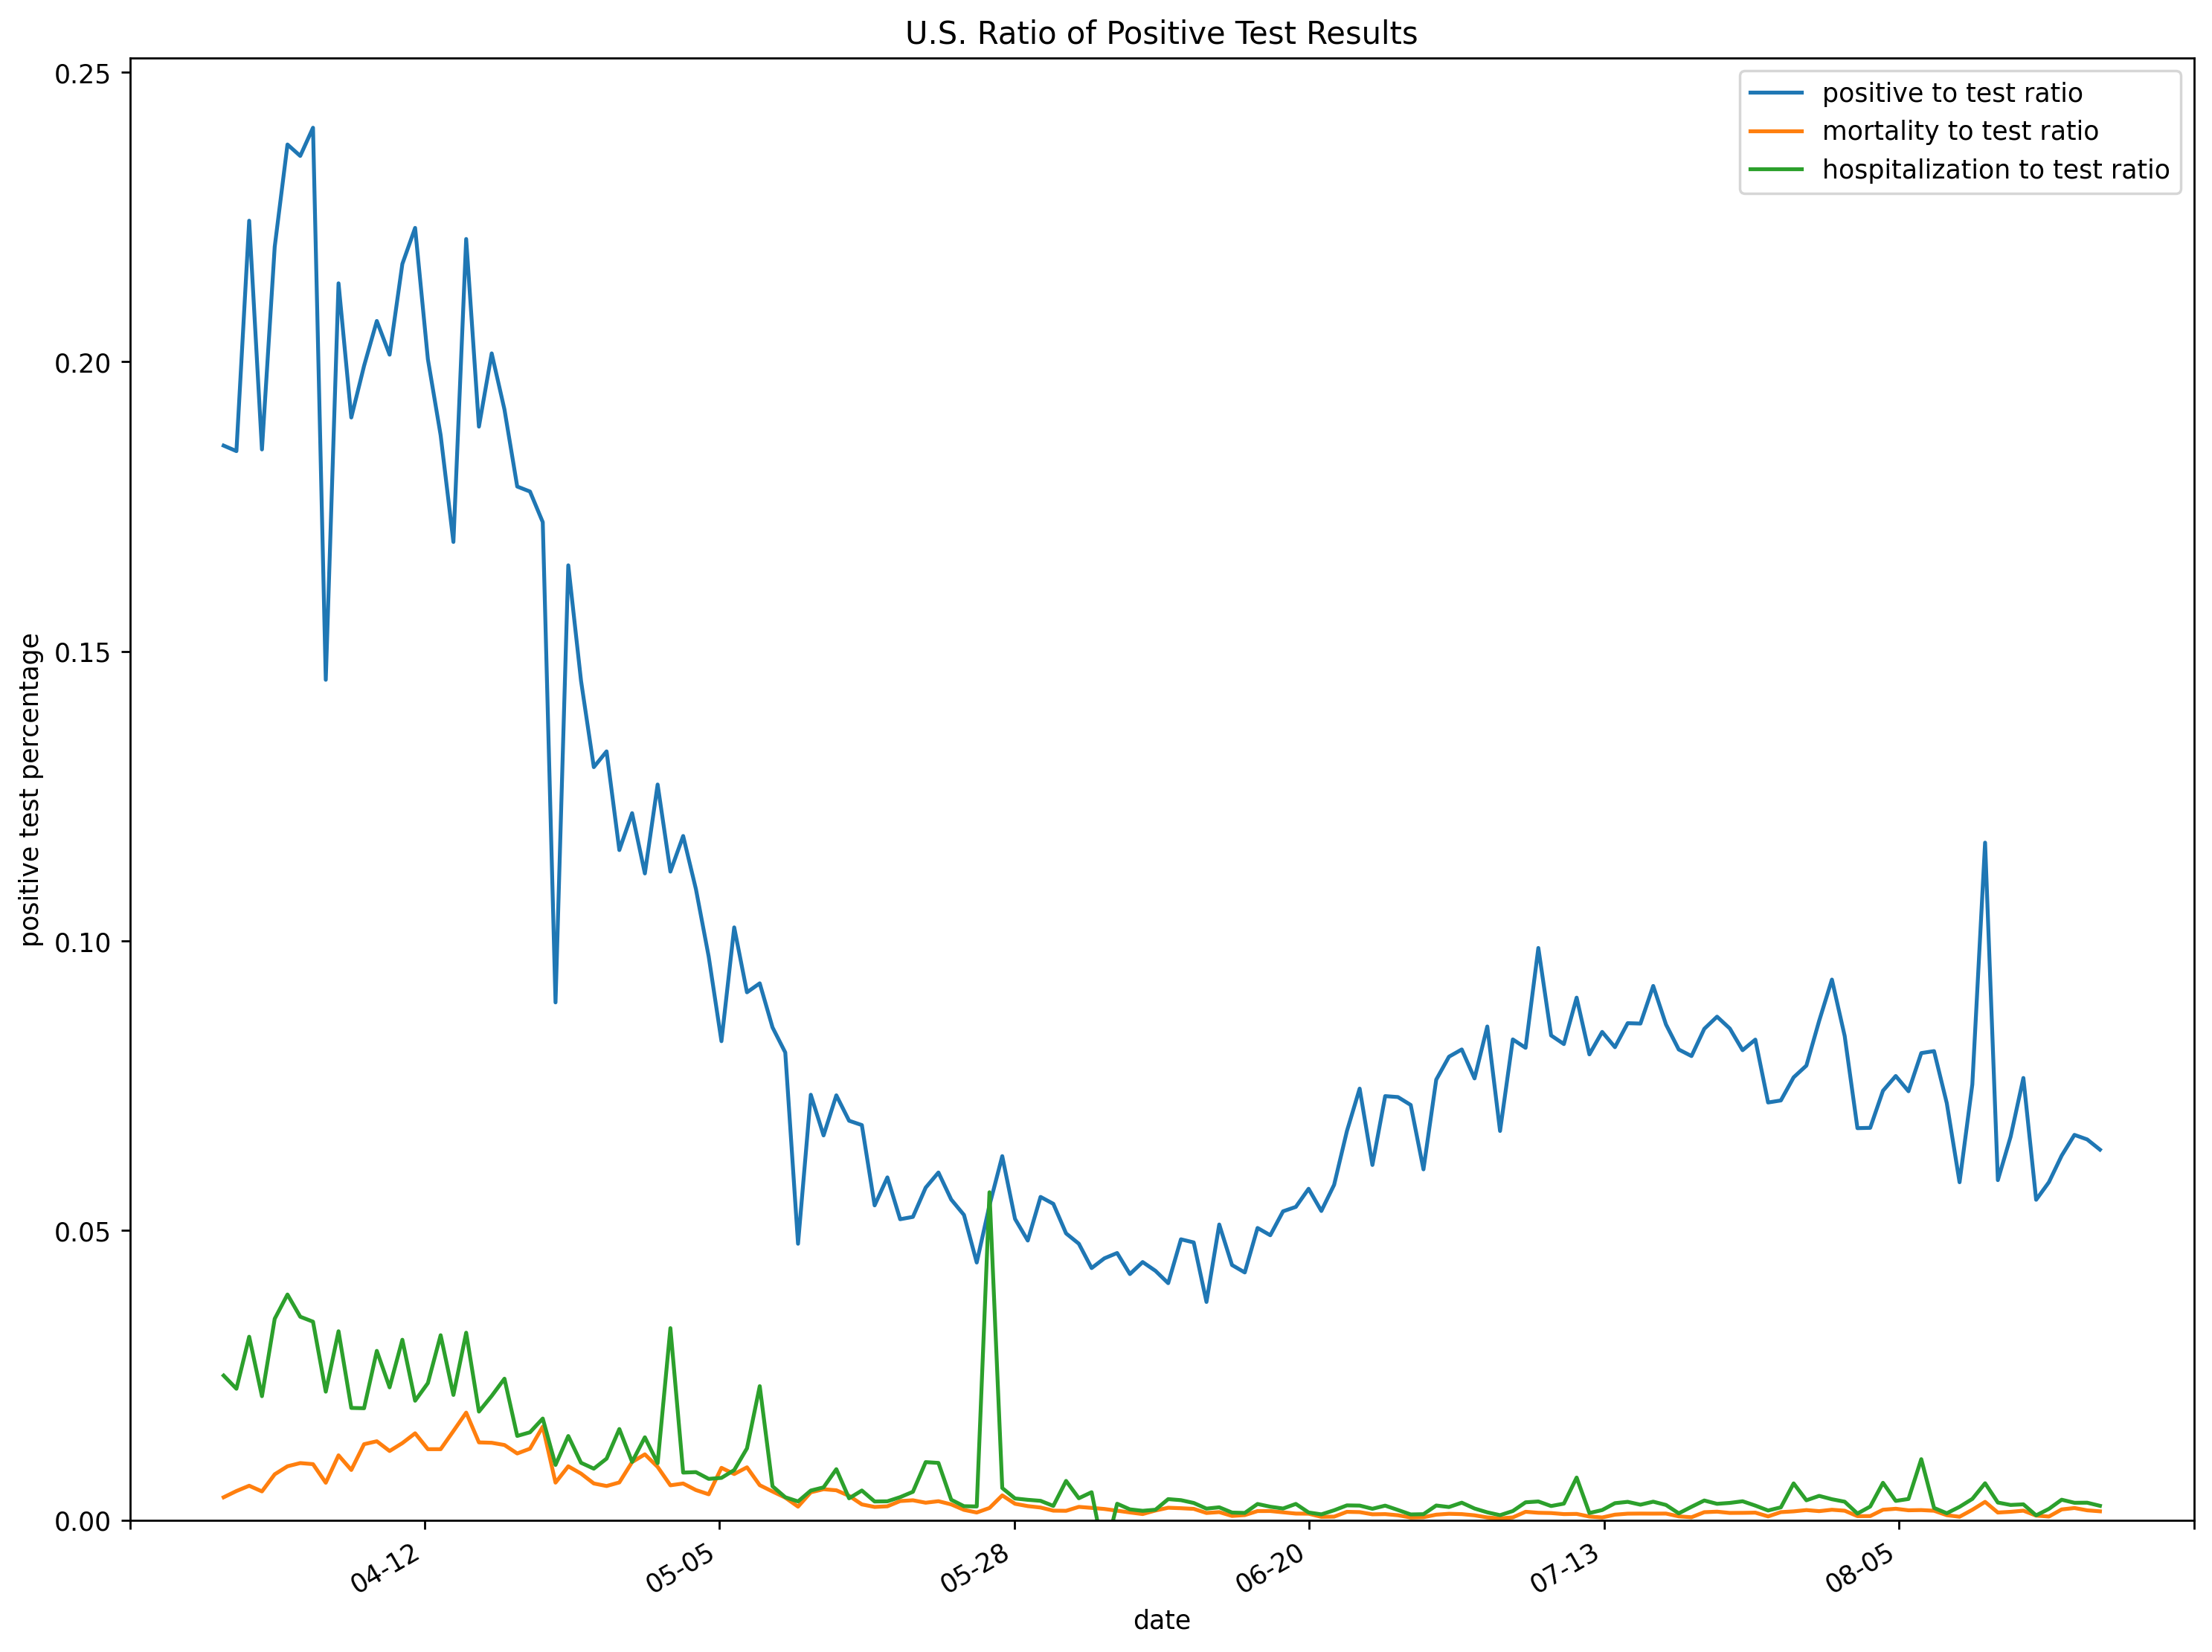 U.S. Ratio of Positive Test Results
positive to test ratio
mortality to test ratio
hospitalization to test ratio
positive test percentage
0.25
0.20
0.15
0.10
0.05
0.00
04-12
05-05
05-28
06-20
07-13
08-05
date